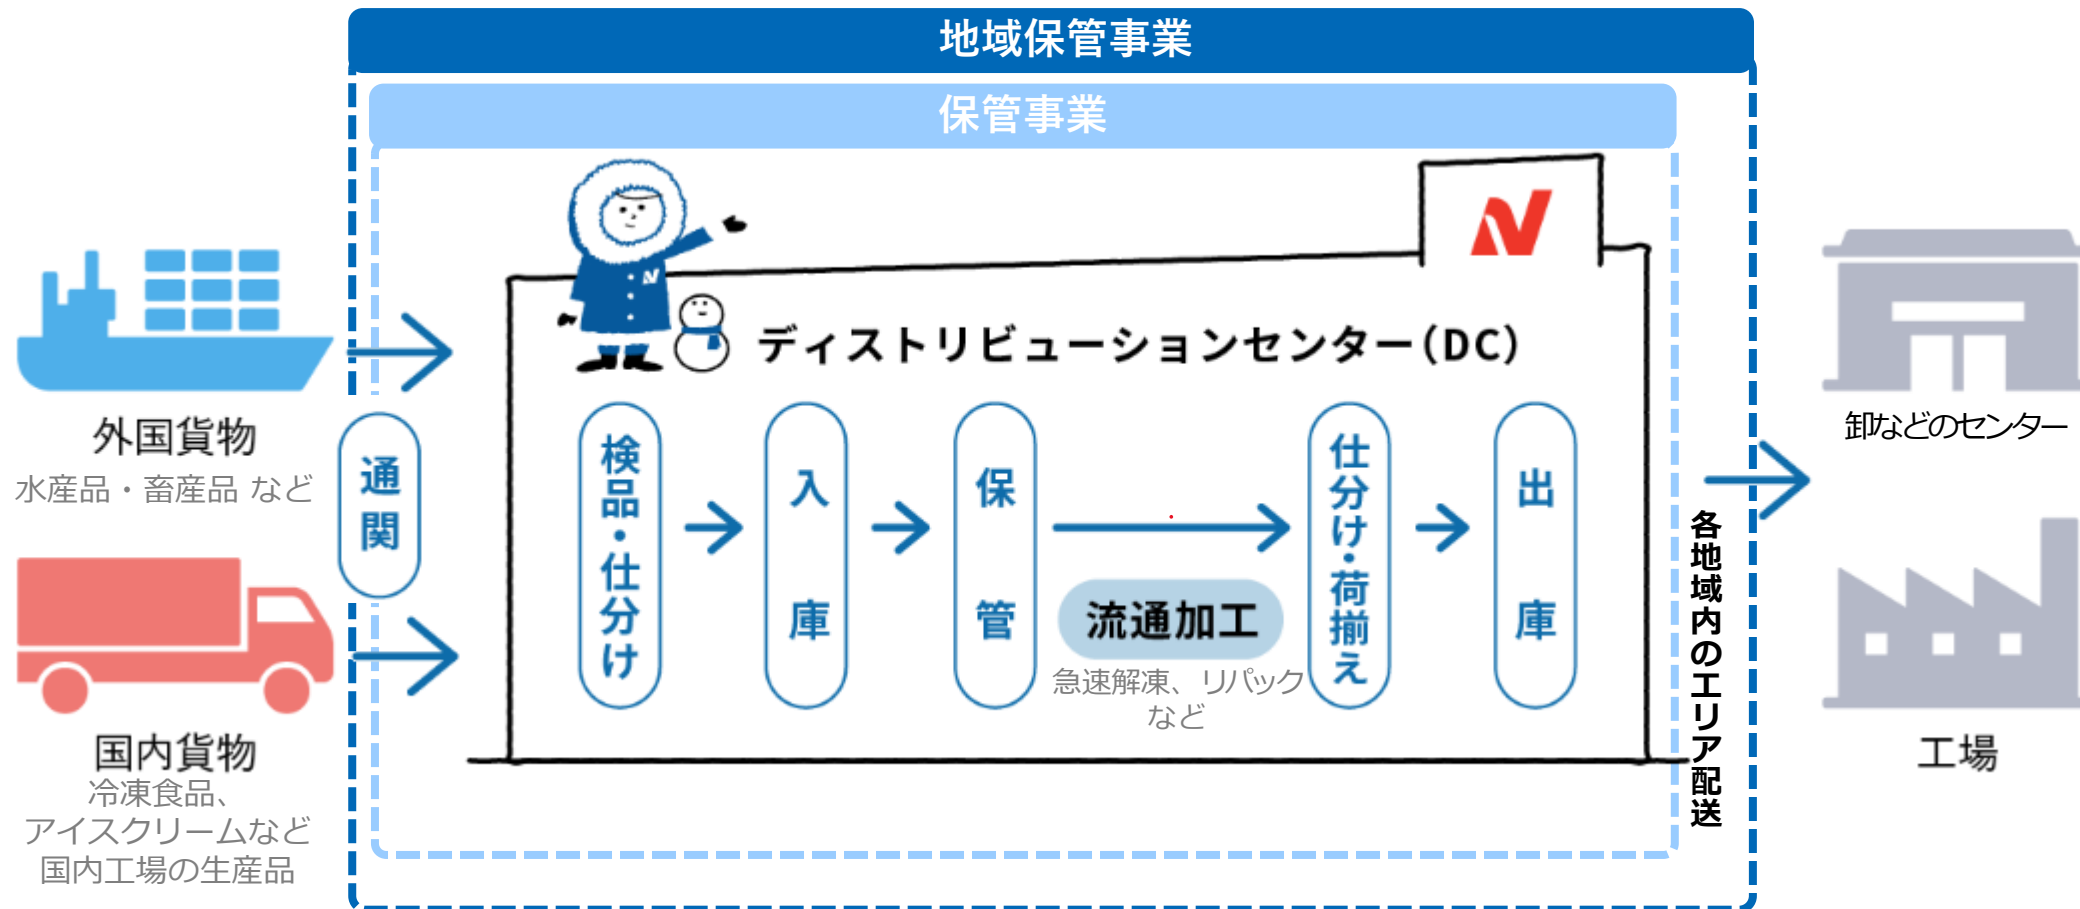 地域保管事業
保管事業
ディストリビューションセンター(DC)
外国貨物
水産品・畜産品 など
通関
国内貨物
冷凍食品、
アイスクリームなど
国内工場の生産品
検品・仕分け
入庫
保管
流通加工
急速解凍、リパック
など
仕分け・荷揃え
出庫
各地域内のエリア配送
卸などのセンター
工場